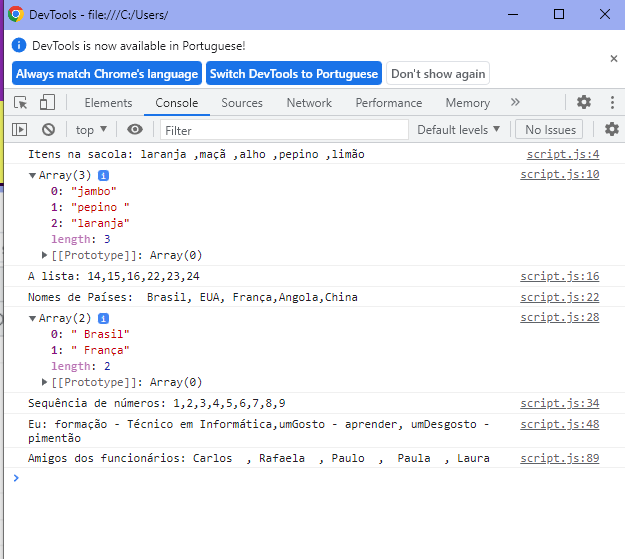 DevTools - file:///C:/Users/
DevTools is now available in Portuguese!
Always match Chrome's language Switch DevTools to Portuguese Don't show again
Elements Console Sources Network Performance Memory
top Filter Default levels No Issues
Itens na sacola: laranja ,maçã ,alho ,pepino ,limão script.js:4
Array(3) script.js:10
0: "jambo"
1: "pepino "
2: "laranja"
length: 3
[[Prototype]]: Array(0)
A lista: 14,15,16,22,23,24 script.js:16
Nomes de Países:  Brasil, EUA, França,Angola,China script.js:22
Array(2) script.js:28
0: " Brasil"
1: " França"
length: 2
[[Prototype]]: Array(0)
Sequência de números: 1,2,3,4,5,6,7,8,9 script.js:34
Eu: formação - Técnico em Informática,umGosto - aprender, umDesgosto - script.js:48
pimentão
Amigos dos funcionários: Carlos  , Rafaela  , Paulo  ,  Paula  , Laura script.js:89